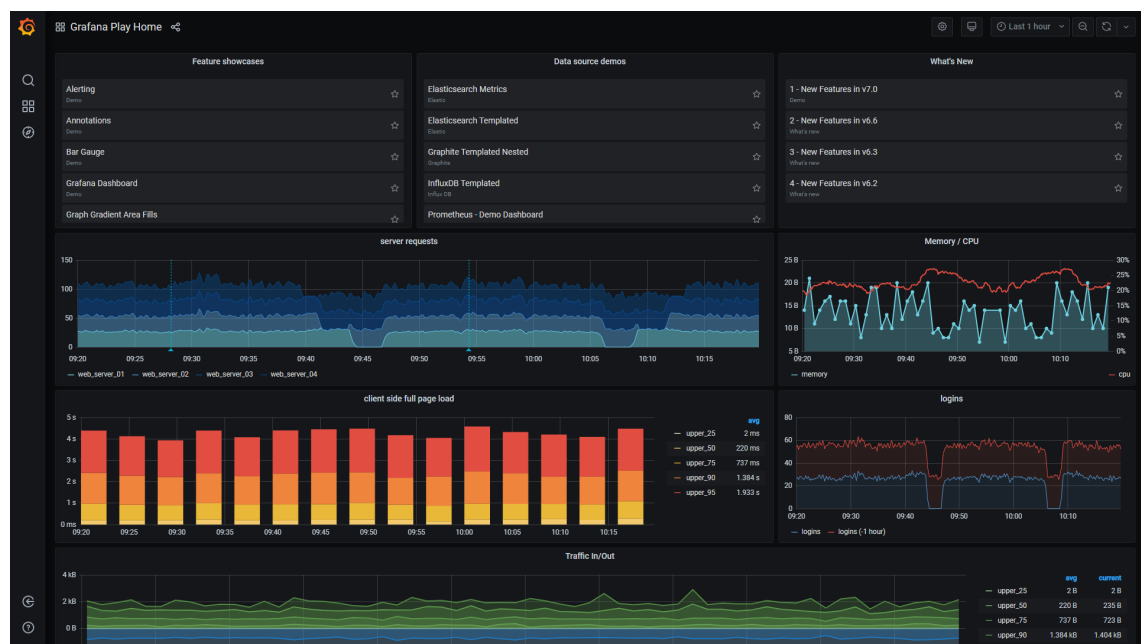 Grafana Play Home
Last 1 hour
Feature showcases
Alerting
Demo
Annotations
Demo
Bar Gauge
Demo
Grafana Dashboard
Demo
Graph Gradient Area Fills
Data source demos
Elasticsearch Metrics
Elastic
Elasticsearch Templated
Elastic
Graphite Templated Nested
Graphite
InfluxDB Templated
Influx DB
Prometheus - Demo Dashboard
What's New
1 - New Features in v7.0
Demo
2 - New Features in v6.6
What's new
3 - New Features in v6.3
What's new
4 - New Features in v6.2
What's new
server requests
150
100
50
0
09:20 09:25 09:30 09:35 09:40 09:45 09:50 09:55 10:00 10:05 10:10 10:15
web_server_01 web_server_02 web_server_03 web_server_04
Memory / CPU
25 B 30%
25%
20 B 20%
15 B 15%
10%
10 B 5%
5 B 0%
09:20 09:30 09:40 09:50 10:00 10:10
memory cpu
client side full page load
5 s
4 s
3 s
2 s
1 s
0 ms
09:20 09:25 09:30 09:35 09:40 09:45 09:50 09:55 10:00 10:05 10:10 10:15
avg
upper_25 2 ms
upper_50 220 ms
upper_75 737 ms
upper_90 1.384 s
upper_95 1.933 s
logins
80
60
40
20
0
09:20 09:30 09:40 09:50 10:00 10:10
logins logins (-1 hour)
Traffic In/Out
4 kB
2 kB
0 B
avg current
upper_25 2 B 2 B
upper_50 220 B 235 B
upper_75 737 B 723 B
upper_90 1.384 kB 1.404 kB